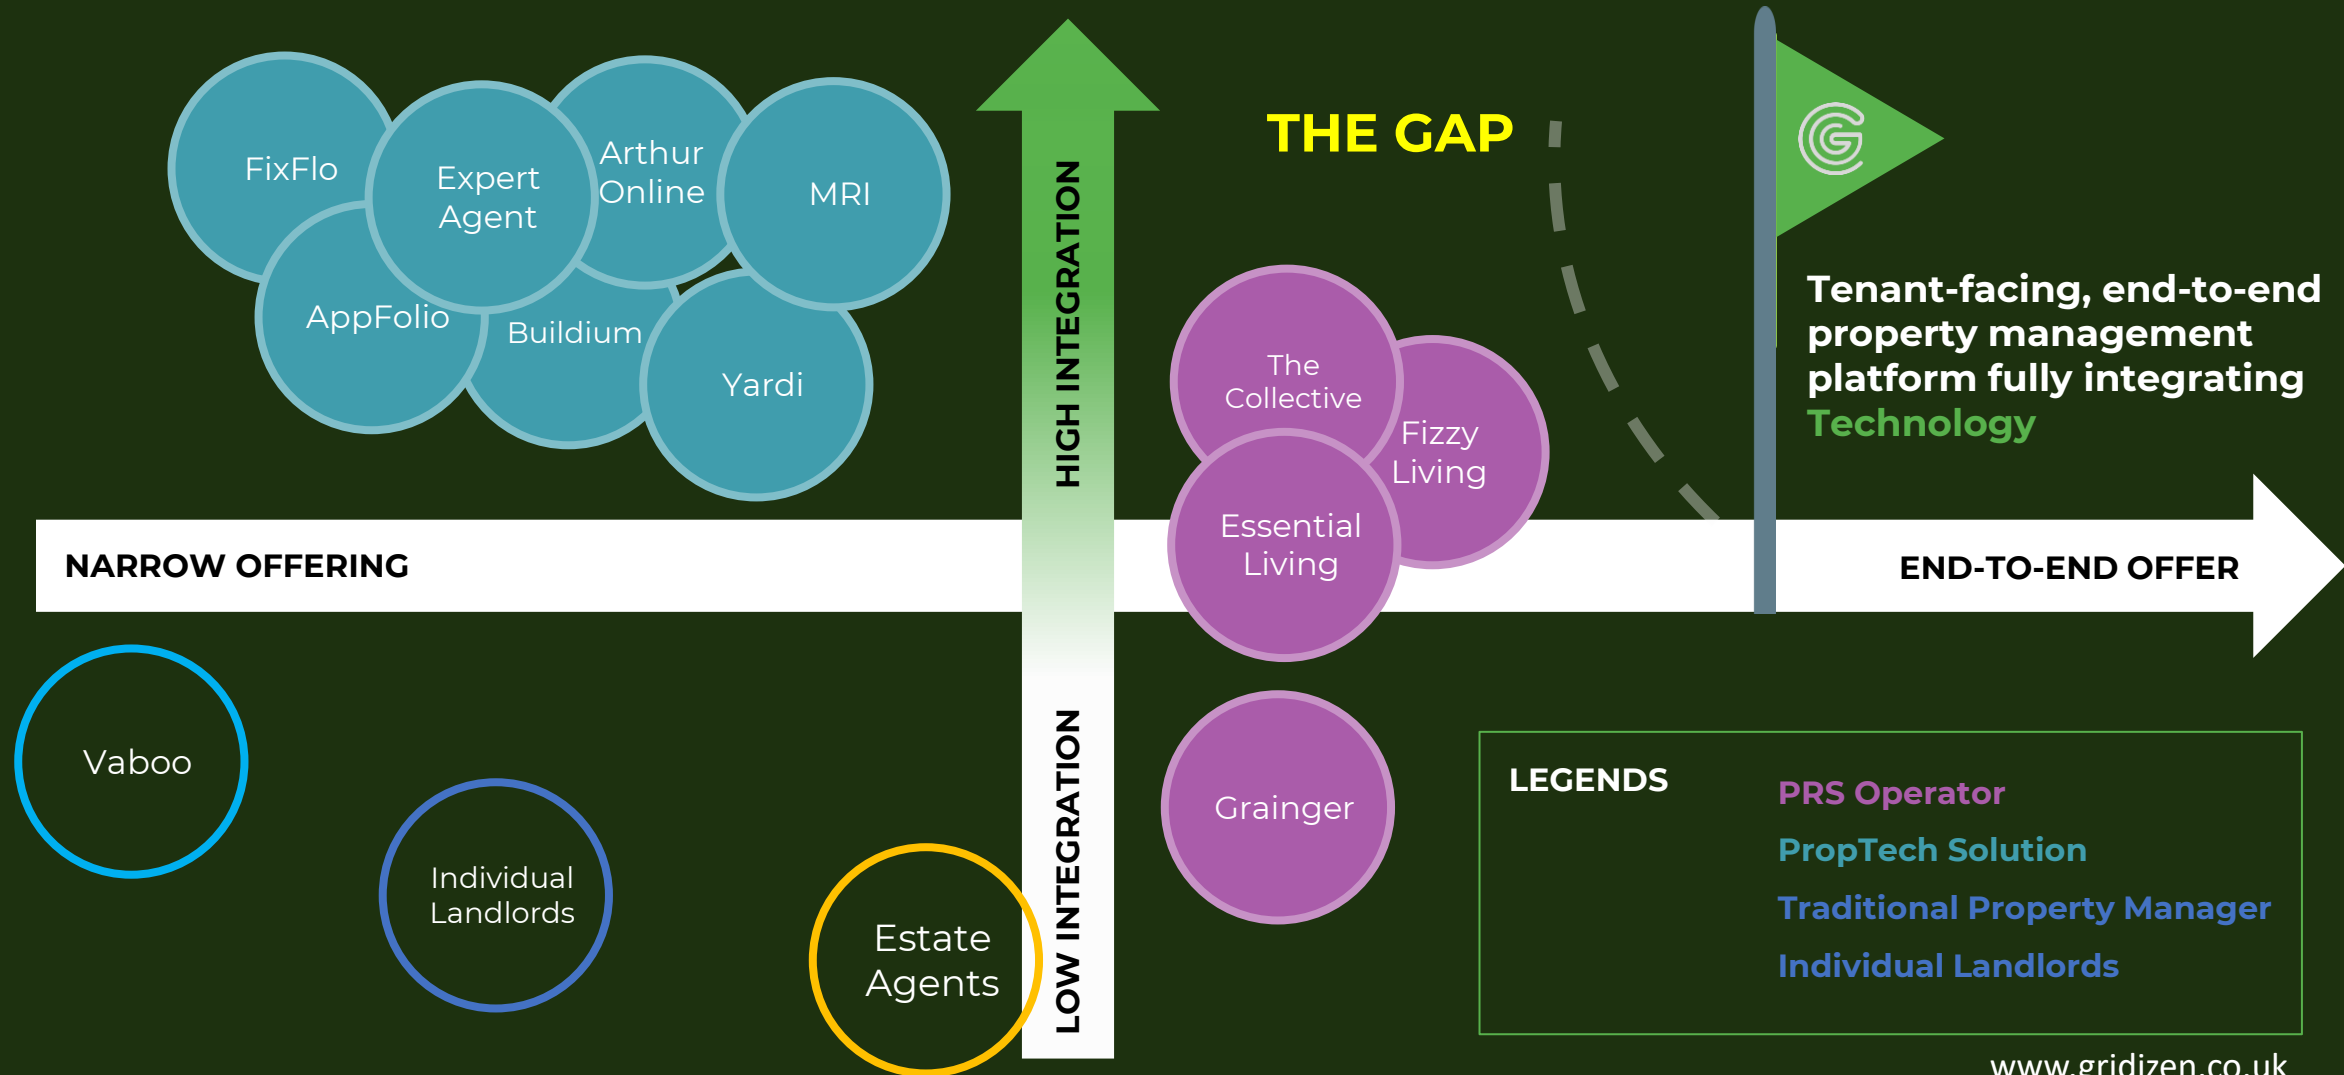 FixFlo
Expert
Agent
Arthur
Online
MRI
AppFolio
Buildium
Yardi
HIGH INTEGRATION
THE GAP
The
Collective
Fizzy
Living
Essential
Living
Tenant-facing, end-to-end
property management
platform fully integrating
Technology
NARROW OFFERING
END-TO-END OFFER
Vaboo
Individual
Landlords
Estate
Agents
LOW INTEGRATION
Grainger
LEGENDS
PRS Operator
PropTech Solution
Traditional Property Manager
Individual Landlords
www.gridizen.co.uk